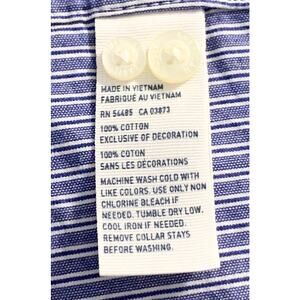 MADE IN VIETNAM
FABRIQUÉ AU VIETNAM
RN 54485 CA 03873
100% COTTON
EXCLUSIVE OF DECORATION
100% COTON
SANS LES DÉCORATIONS
MACHINE WASH COLD WITH
LIKE COLORS. USE ONLY NON
CHLORINE BLEACH IF
NEEDED. TUMBLE DRY LOW.
COOL IRON IF NEEDED.
REMOVE COLLAR STAYS
BEFORE WASHING.